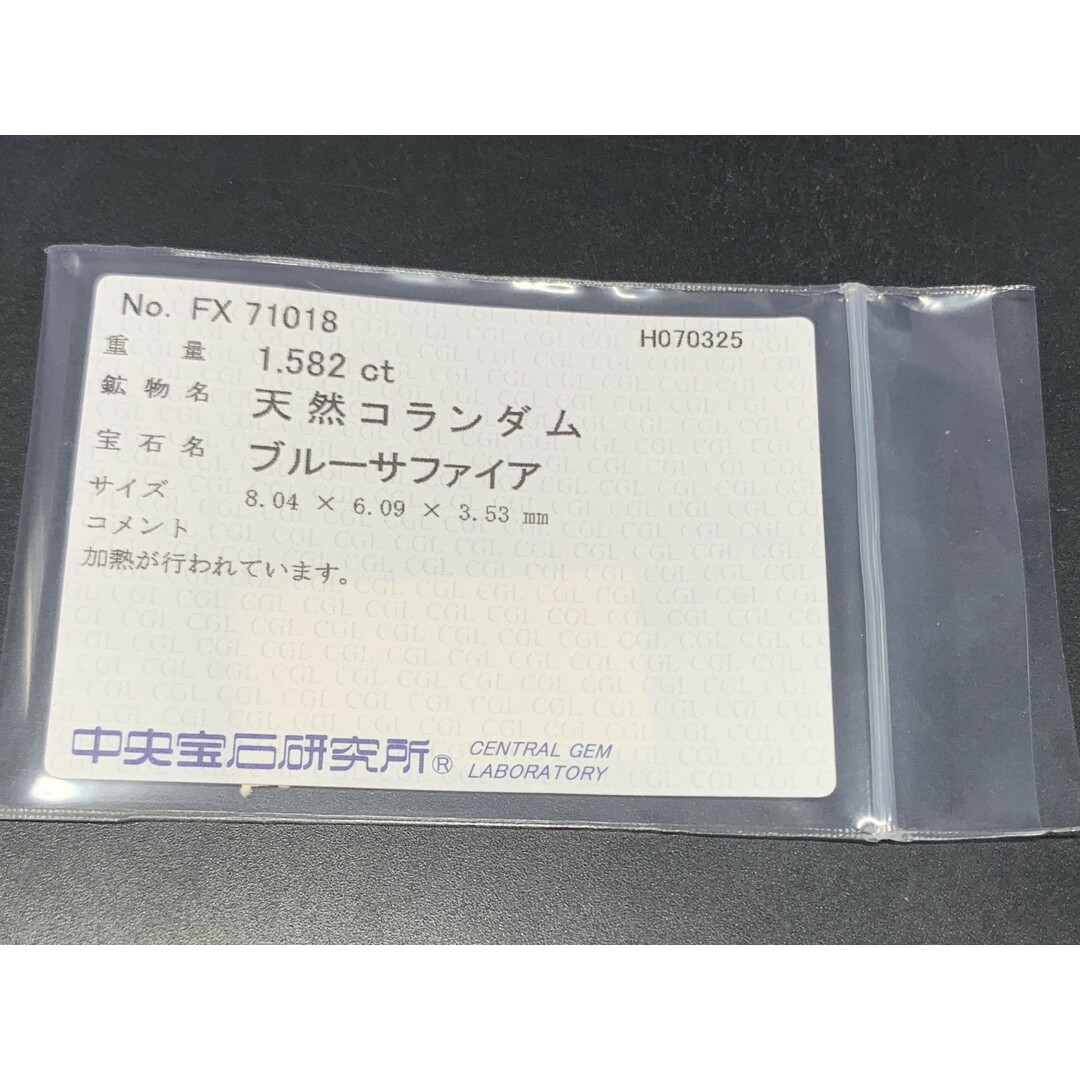 No. FX 71018 H070325
重量 1.582 ct
鉱物名 天然コランダム
宝石名 ブルーサファイア
サイズ 8.04 × 6.09 × 3.53 mm
コメント
加熱が行われています。
中央宝石研究所® CENTRAL GEM
LABORATORY